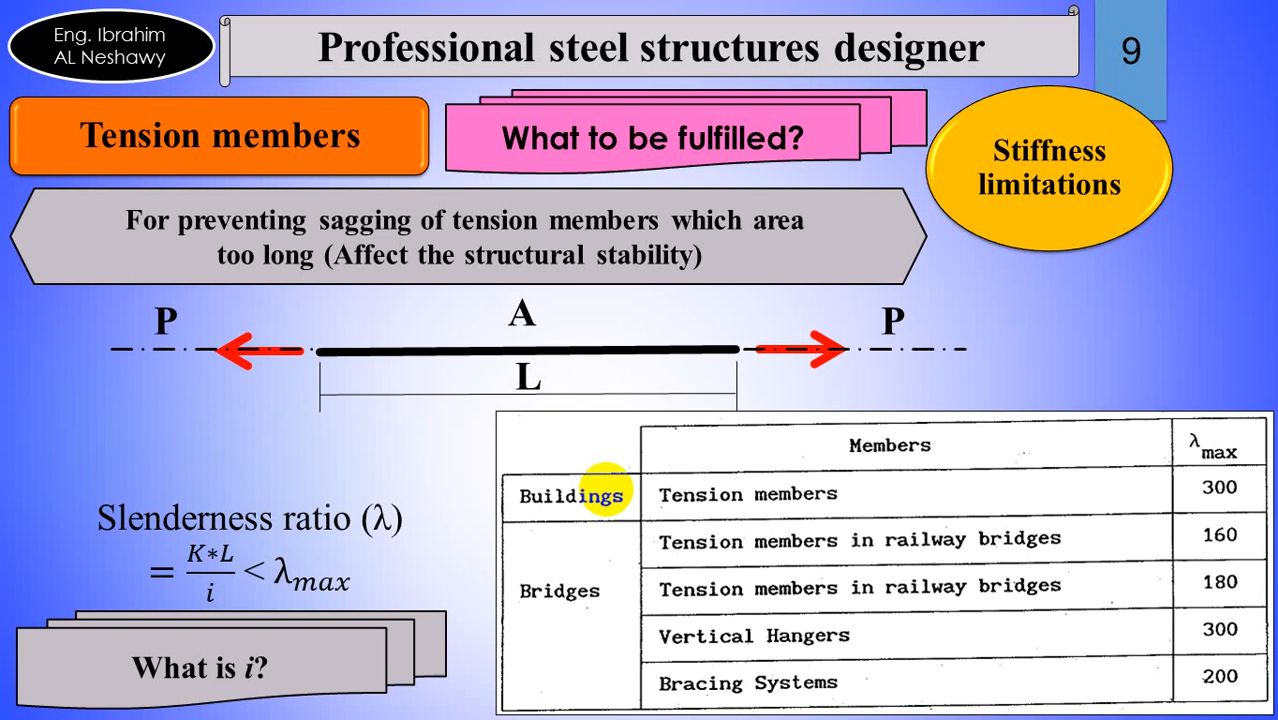 Eng. Ibrahim
AL Neshawy
Professional steel structures designer
9
Tension members
What to be fulfilled?
Stiffness
limitations
For preventing sagging of tension members which area
too long (Affect the structural stability)
P
A
P
L
Members
λmax
Buildings
Tension members
300
Bridges
Tension members in railway bridges
160
Tension members in railway bridges
180
Vertical Hangers
300
Bracing Systems
200
Slenderness ratio (λ)
= K*L/i < λmax
What is i?